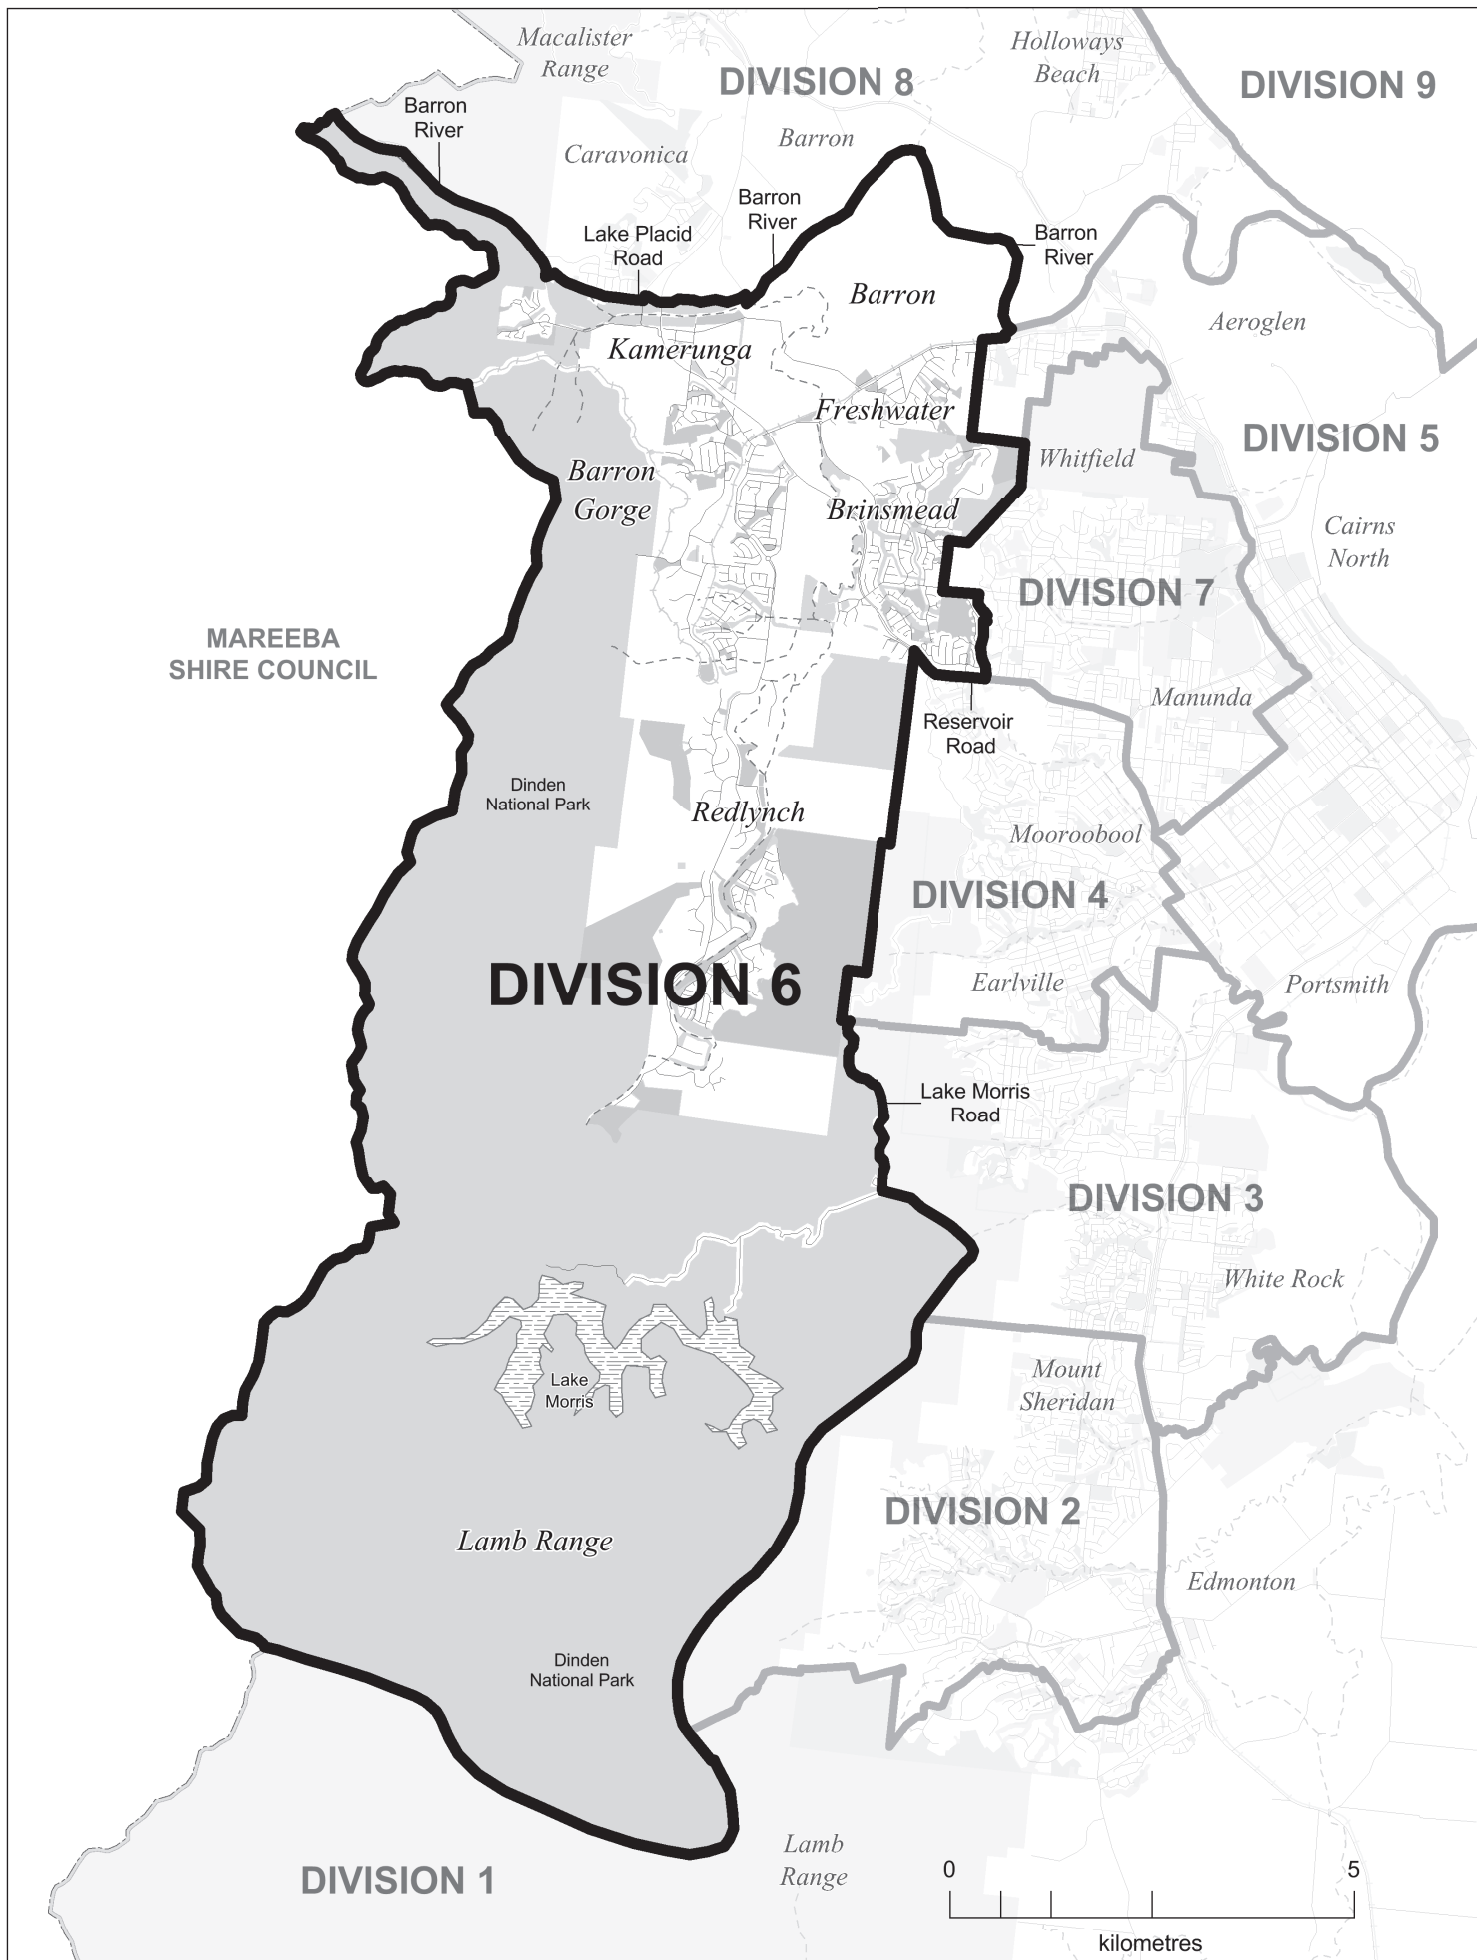 Macalister
Range
DIVISION 8
Holloways
Beach
DIVISION 9
Barron
River
Caravonica
Barron
Barron
River
Lake Placid
Road
Barron
River
Barron
Aeroglen
Kamerunga
Freshwater
DIVISION 5
Whitfield
Barron
Gorge
Brinsmead
Cairns
North
DIVISION 7
MAREEBA
SHIRE COUNCIL
Manunda
Reservoir
Road
Dinden
National Park
Redlynch
Mooroobool
DIVISION 4
DIVISION 6
Earlville
Portsmith
Lake Morris
Road
DIVISION 3
White Rock
Lake
Morris
Mount
Sheridan
DIVISION 2
Lamb Range
Edmonton
Dinden
National Park
Lamb
Range
DIVISION 1
0 5
kilometres